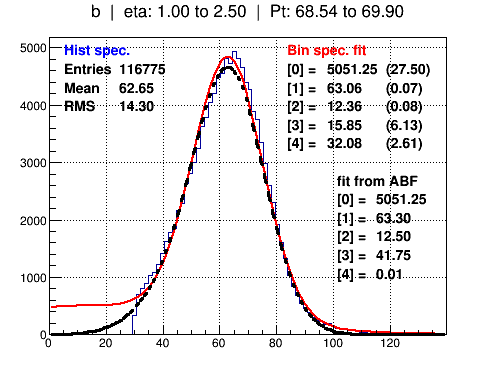 b | eta: 1.00 to 2.50 | Pt: 68.54 to 69.90
Hist spec.
Entries 116775
Mean 62.65
RMS 14.30
Bin spec. fit
[0] = 5051.25 (27.50)
[1] = 63.06 (0.07)
[2] = 12.36 (0.08)
[3] = 15.85 (6.13)
[4] = 32.08 (2.61)
fit from ABF
[0] = 5051.25
[1] = 63.30
[2] = 12.50
[3] = 41.75
[4] = 0.01
5000
4000
3000
2000
1000
0
0 20 40 60 80 100 120